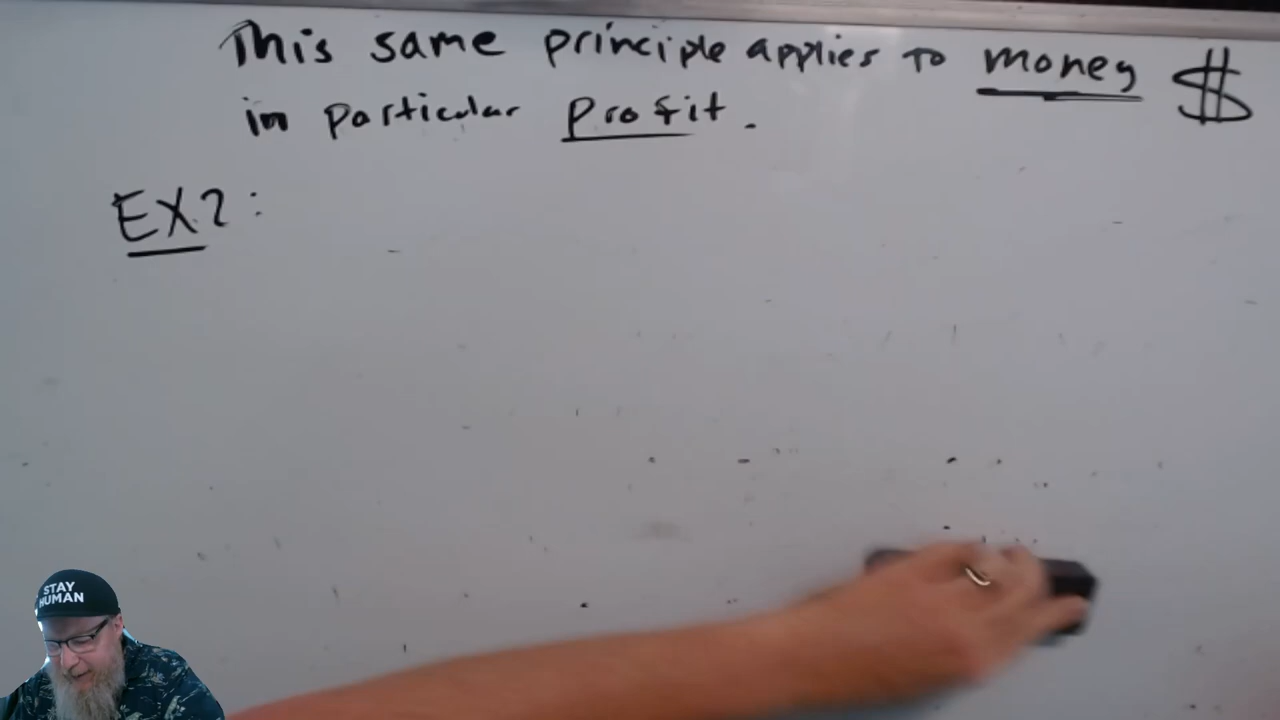 This same principle applies to money $
in particular profit.
EX2:
STAY
HUMAN